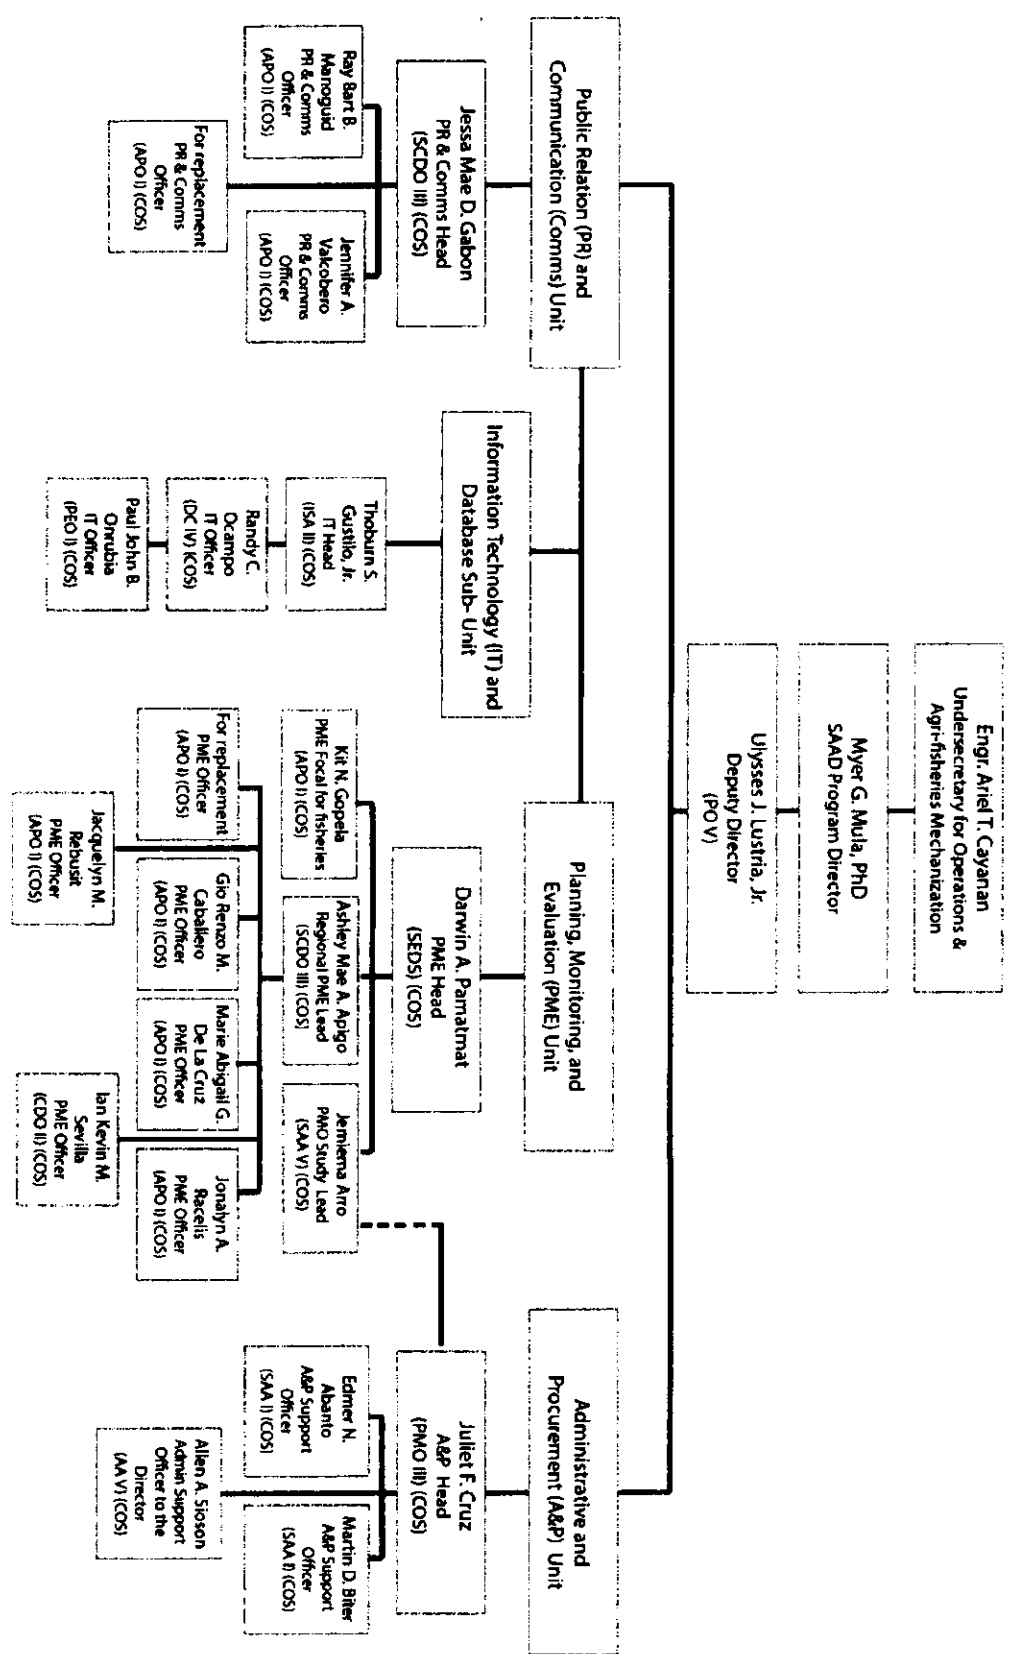 Engr. Ariel T. Cayanan
Undersecretary for Operations &
Agri-fisheries Mechanization
Myer G. Mula, PhD
SAAD Program Director
Ulysses J. Lustria, Jr.
Deputy Director
(PO V)
Public Relation (PR) and
Communication (Comms) Unit
Jessa Mae D. Gabon
PR & Comms Head
(SCDO III) (COS)
Ray Bart B.
Manoguid
PR & Comms
Officer
(APO I) (COS)
Jennifer A.
Valcobero
PR & Comms
Officer
(APO I) (COS)
For replacement
PR & Comms
Officer
(APO I) (COS)
Information Technology (IT) and
Database Sub- Unit
Thoburn S.
Gustilo, Jr.
IT Head
(ISA II) (COS)
Randy C.
Ocampo
IT Officer
(DC IV) (COS)
Paul John B.
Onrubia
IT Officer
(PEO I) (COS)
Planning, Monitoring, and
Evaluation (PME) Unit
Darwin A. Pamatmat
PME Head
(SEDS) (COS)
Kit N. Gopela
PME Focal for fisheries
(APO I) (COS)
Ashley Mae A. Apigo
Regional PME Lead
(SCDO III) (COS)
Jemiema Arro
PMO Study Lead
(SAA V) (COS)
For replacement
PME Officer
(APO I) (COS)
Gio Renzo M.
Caballero
PME Officer
(APO I) (COS)
Marie Abigail G.
De La Cruz
PME Officer
(APO I) (COS)
Jonalyn A.
Racelis
PME Officer
(APO I) (COS)
Jacquelyn M.
Rebusit
PME Officer
(APO I) (COS)
Ian Kevin M.
Sevilla
PME Officer
(CDO II) (COS)
Administrative and
Procurement (A&P) Unit
Juliet F. Cruz
A&P Head
(PMO III) (COS)
Edmer N.
Abanto
A&P Support
Officer
(SAA I) (COS)
Martin D. Biter
A&P Support
Officer
(SAA I) (COS)
Allen A. Sioson
Admin Support
Officer to the
Director
(AA V) (COS)